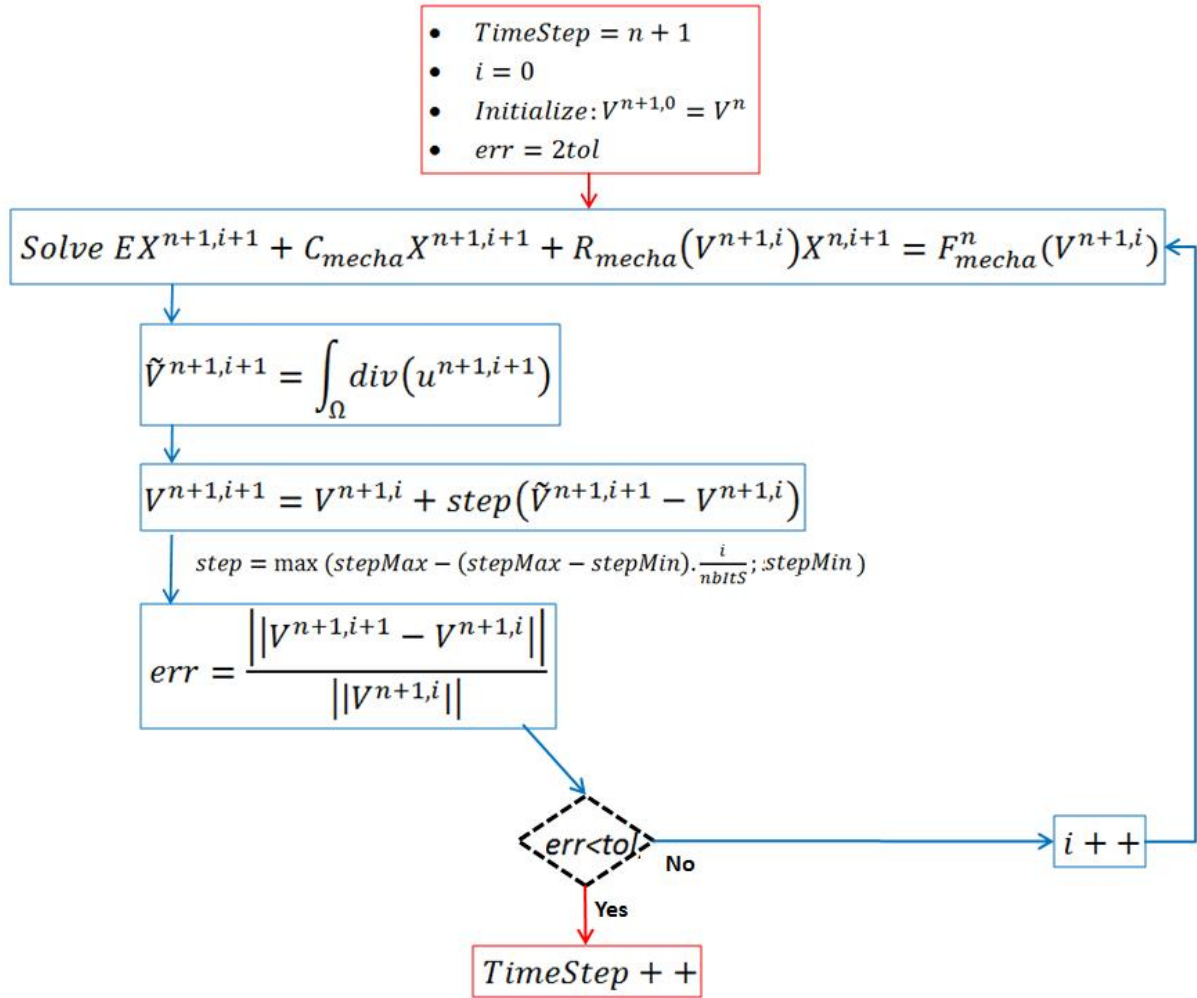 • TimeStep = n + 1
• i = 0
• Initialize: V^{n+1,0} = V^n
• err = 2tol
Solve EX^{n+1,i+1} + C_{mecha}X^{n+1,i+1} + R_{mecha}(V^{n+1,i})X^{n,i+1} = F^n_{mecha}(V^{n+1,i})
Ṽ^{n+1,i+1} = ∫_Ω div(u^{n+1,i+1})
V^{n+1,i+1} = V^{n+1,i} + step(Ṽ^{n+1,i+1} − V^{n+1,i})
step = max (stepMax − (stepMax − stepMin).\frac{i}{nbItS}; stepMin)
err = \frac{||V^{n+1,i+1} − V^{n+1,i}||}{||V^{n+1,i}||}
err<tol
No
i + +
Yes
TimeStep + +